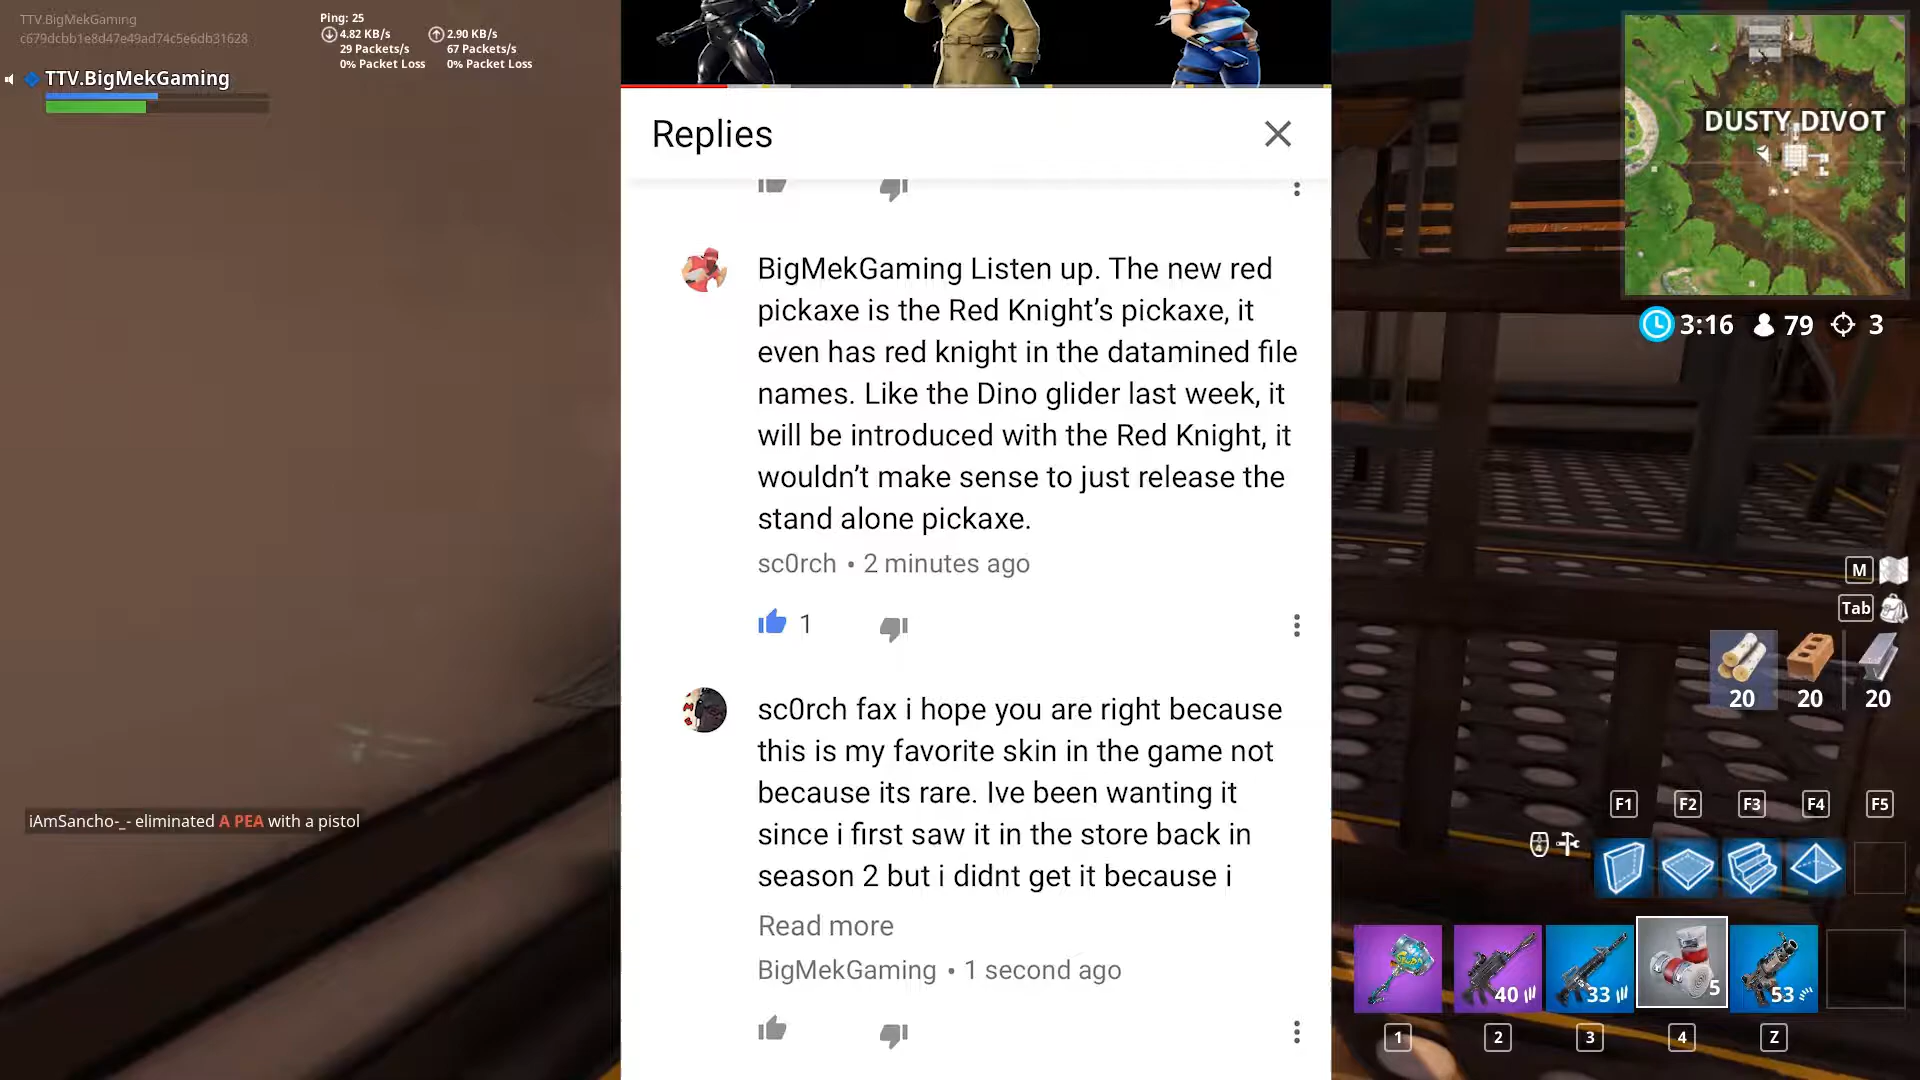 TTV.BigMekGaming
c679dcbb1e8d47e49ad74c5e6db31628
Ping: 25
4.82 KB/s
2.90 KB/s
29 Packets/s
67 Packets/s
0% Packet Loss
0% Packet Loss
TTV.BigMekGaming
Replies
BigMekGaming Listen up. The new red
pickaxe is the Red Knight’s pickaxe, it
even has red knight in the datamined file
names. Like the Dino glider last week, it
will be introduced with the Red Knight, it
wouldn’t make sense to just release the
stand alone pickaxe.
sc0rch • 2 minutes ago
1
sc0rch fax i hope you are right because
this is my favorite skin in the game not
because its rare. Ive been wanting it
since i first saw it in the store back in
season 2 but i didnt get it because i
Read more
BigMekGaming • 1 second ago
iAmSancho-_- eliminated A PEA with a pistol
DUSTY DIVOT
3:16 79 3
M
Tab
20 20 20
F1 F2 F3 F4 F5
40 33 5 53
1 2 3 4 Z